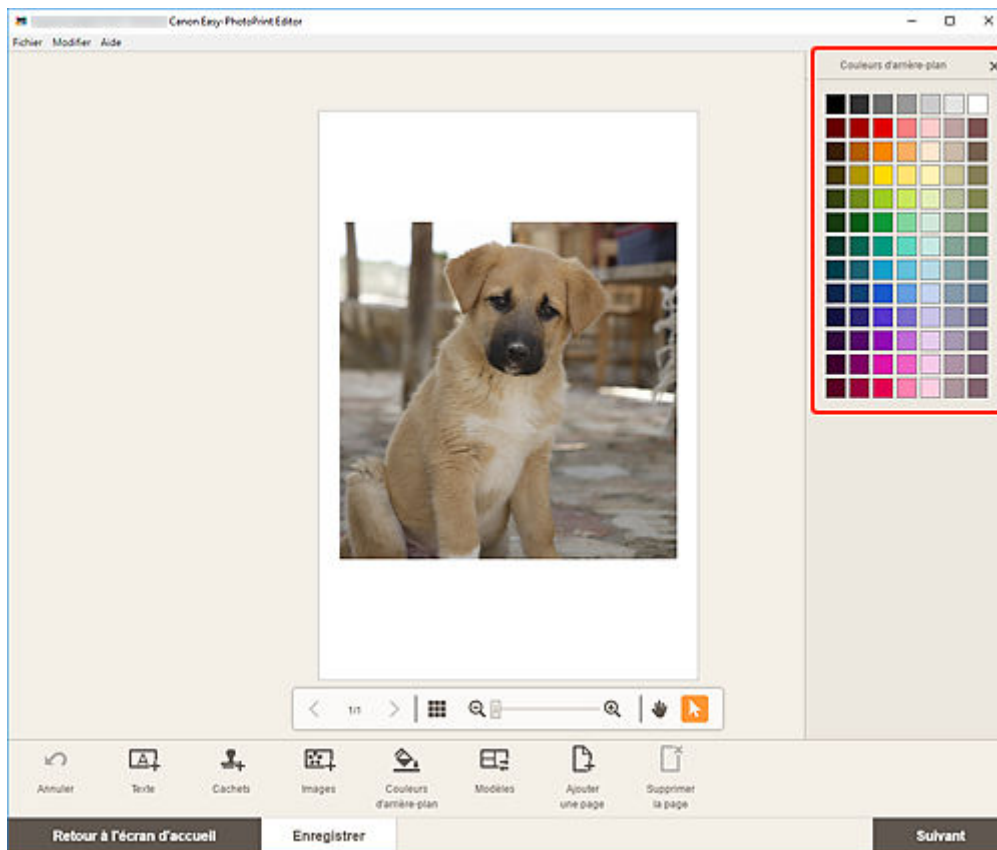 Canon Easy-PhotoPrint Editor
Fichier Modifier Aide
Couleurs d'arrière-plan
1/1
Annuler
Texte
Cachets
Images
Couleurs
d'arrière-plan
Modèles
Ajouter
une page
Supprimer
la page
Retour à l'écran d'accueil
Enregistrer
Suivant